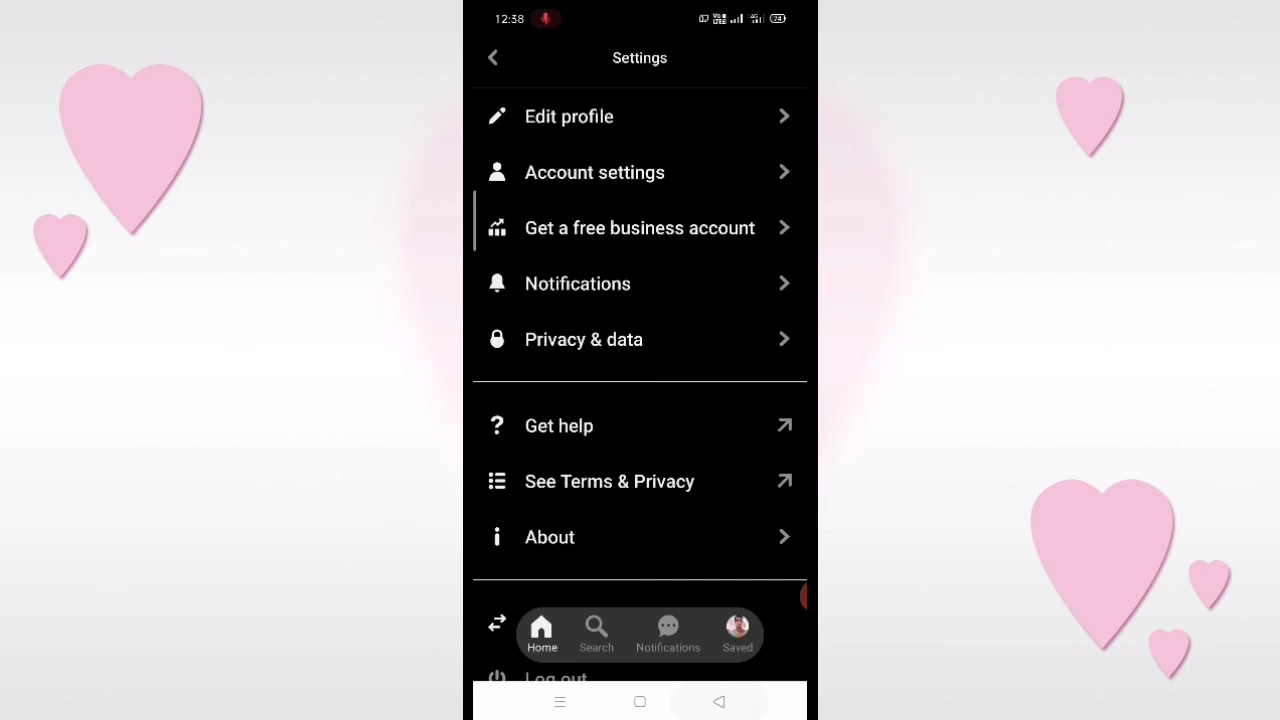 12:38
74
Settings
Edit profile
Account settings
Get a free business account
Notifications
Privacy & data
Get help
See Terms & Privacy
About
Home Search Notifications Saved
Log out